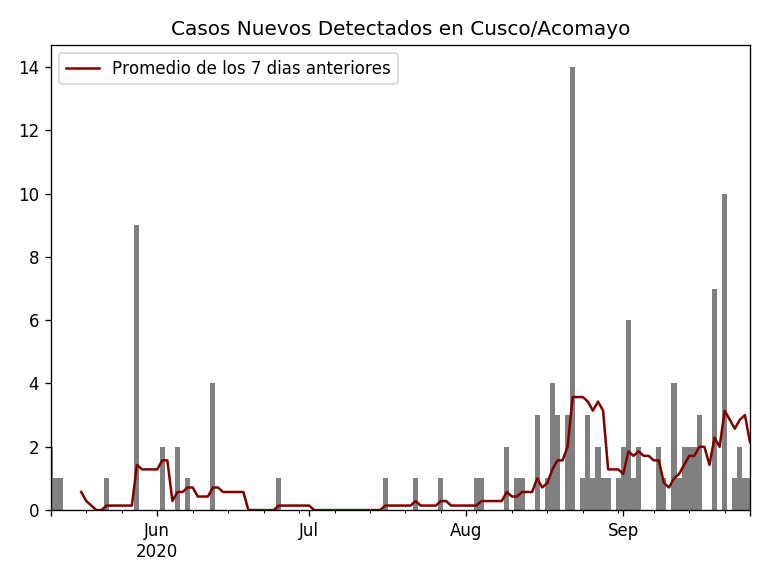 Casos Nuevos Detectados en Cusco/Acomayo
Promedio de los 7 dias anteriores
14
12
10
8
6
4
2
0
Jun
2020
Jul
Aug
Sep